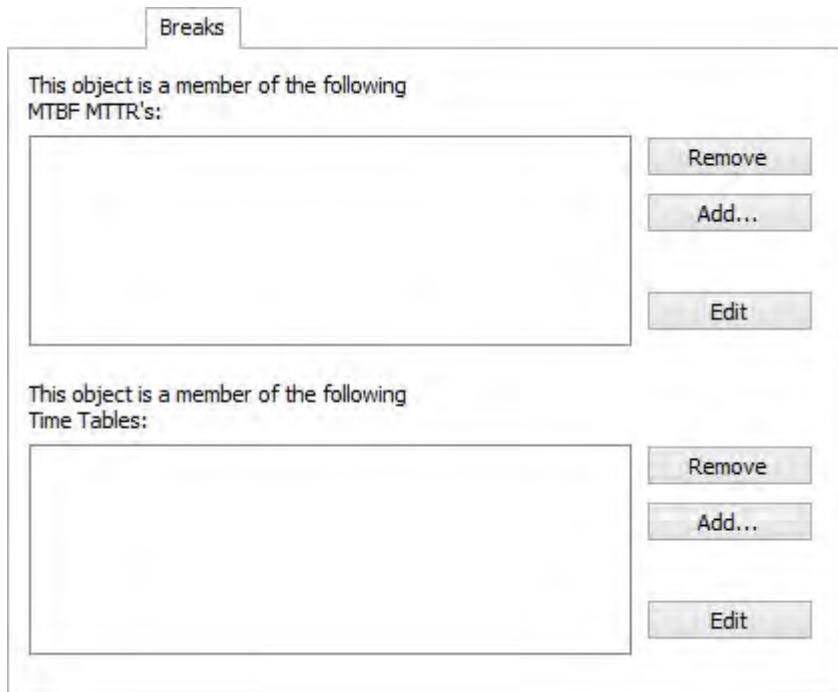 Breaks
This object is a member of the following
MTBF MTTR's:
Remove
Add...
Edit
This object is a member of the following
Time Tables:
Remove
Add...
Edit